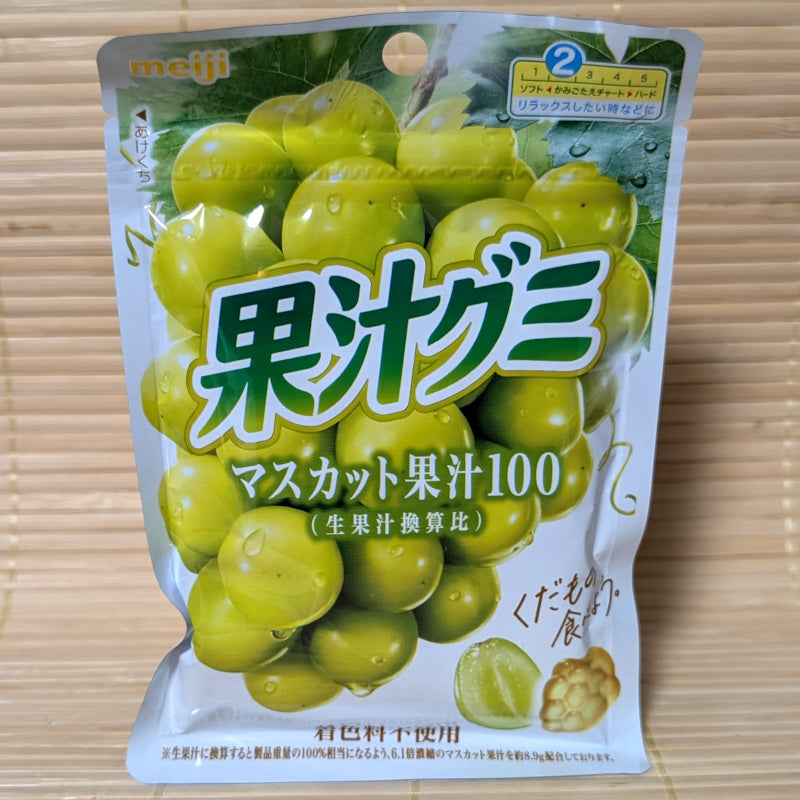 meiji
2
1 3 4 5
ソフト ◀ かみごたえチャート ▶ ハード
リラックスしたい時などに
◀あけくち
果汁グミ
マスカット果汁100
(生果汁換算比)
くだもの
食べよう。
着色料不使用
※生果汁に換算すると製品重量の100%相当になるよう、6.1倍濃縮のマスカット果汁を約8.9g配合しております。